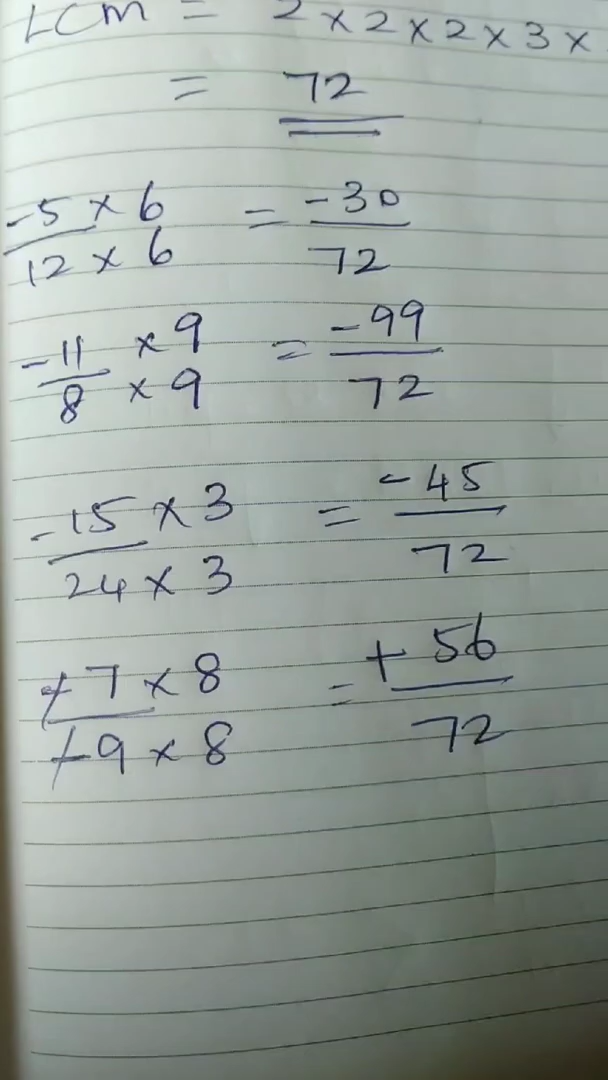 LCM = 2 × 2 × 2 × 3 ×
= 72
-5 × 6 / 12 × 6 = -30 / 72
-11 × 9 / 8 × 9 = -99 / 72
-15 × 3 / 24 × 3 = -45 / 72
-7 × 8 / -9 × 8 = +56 / 72